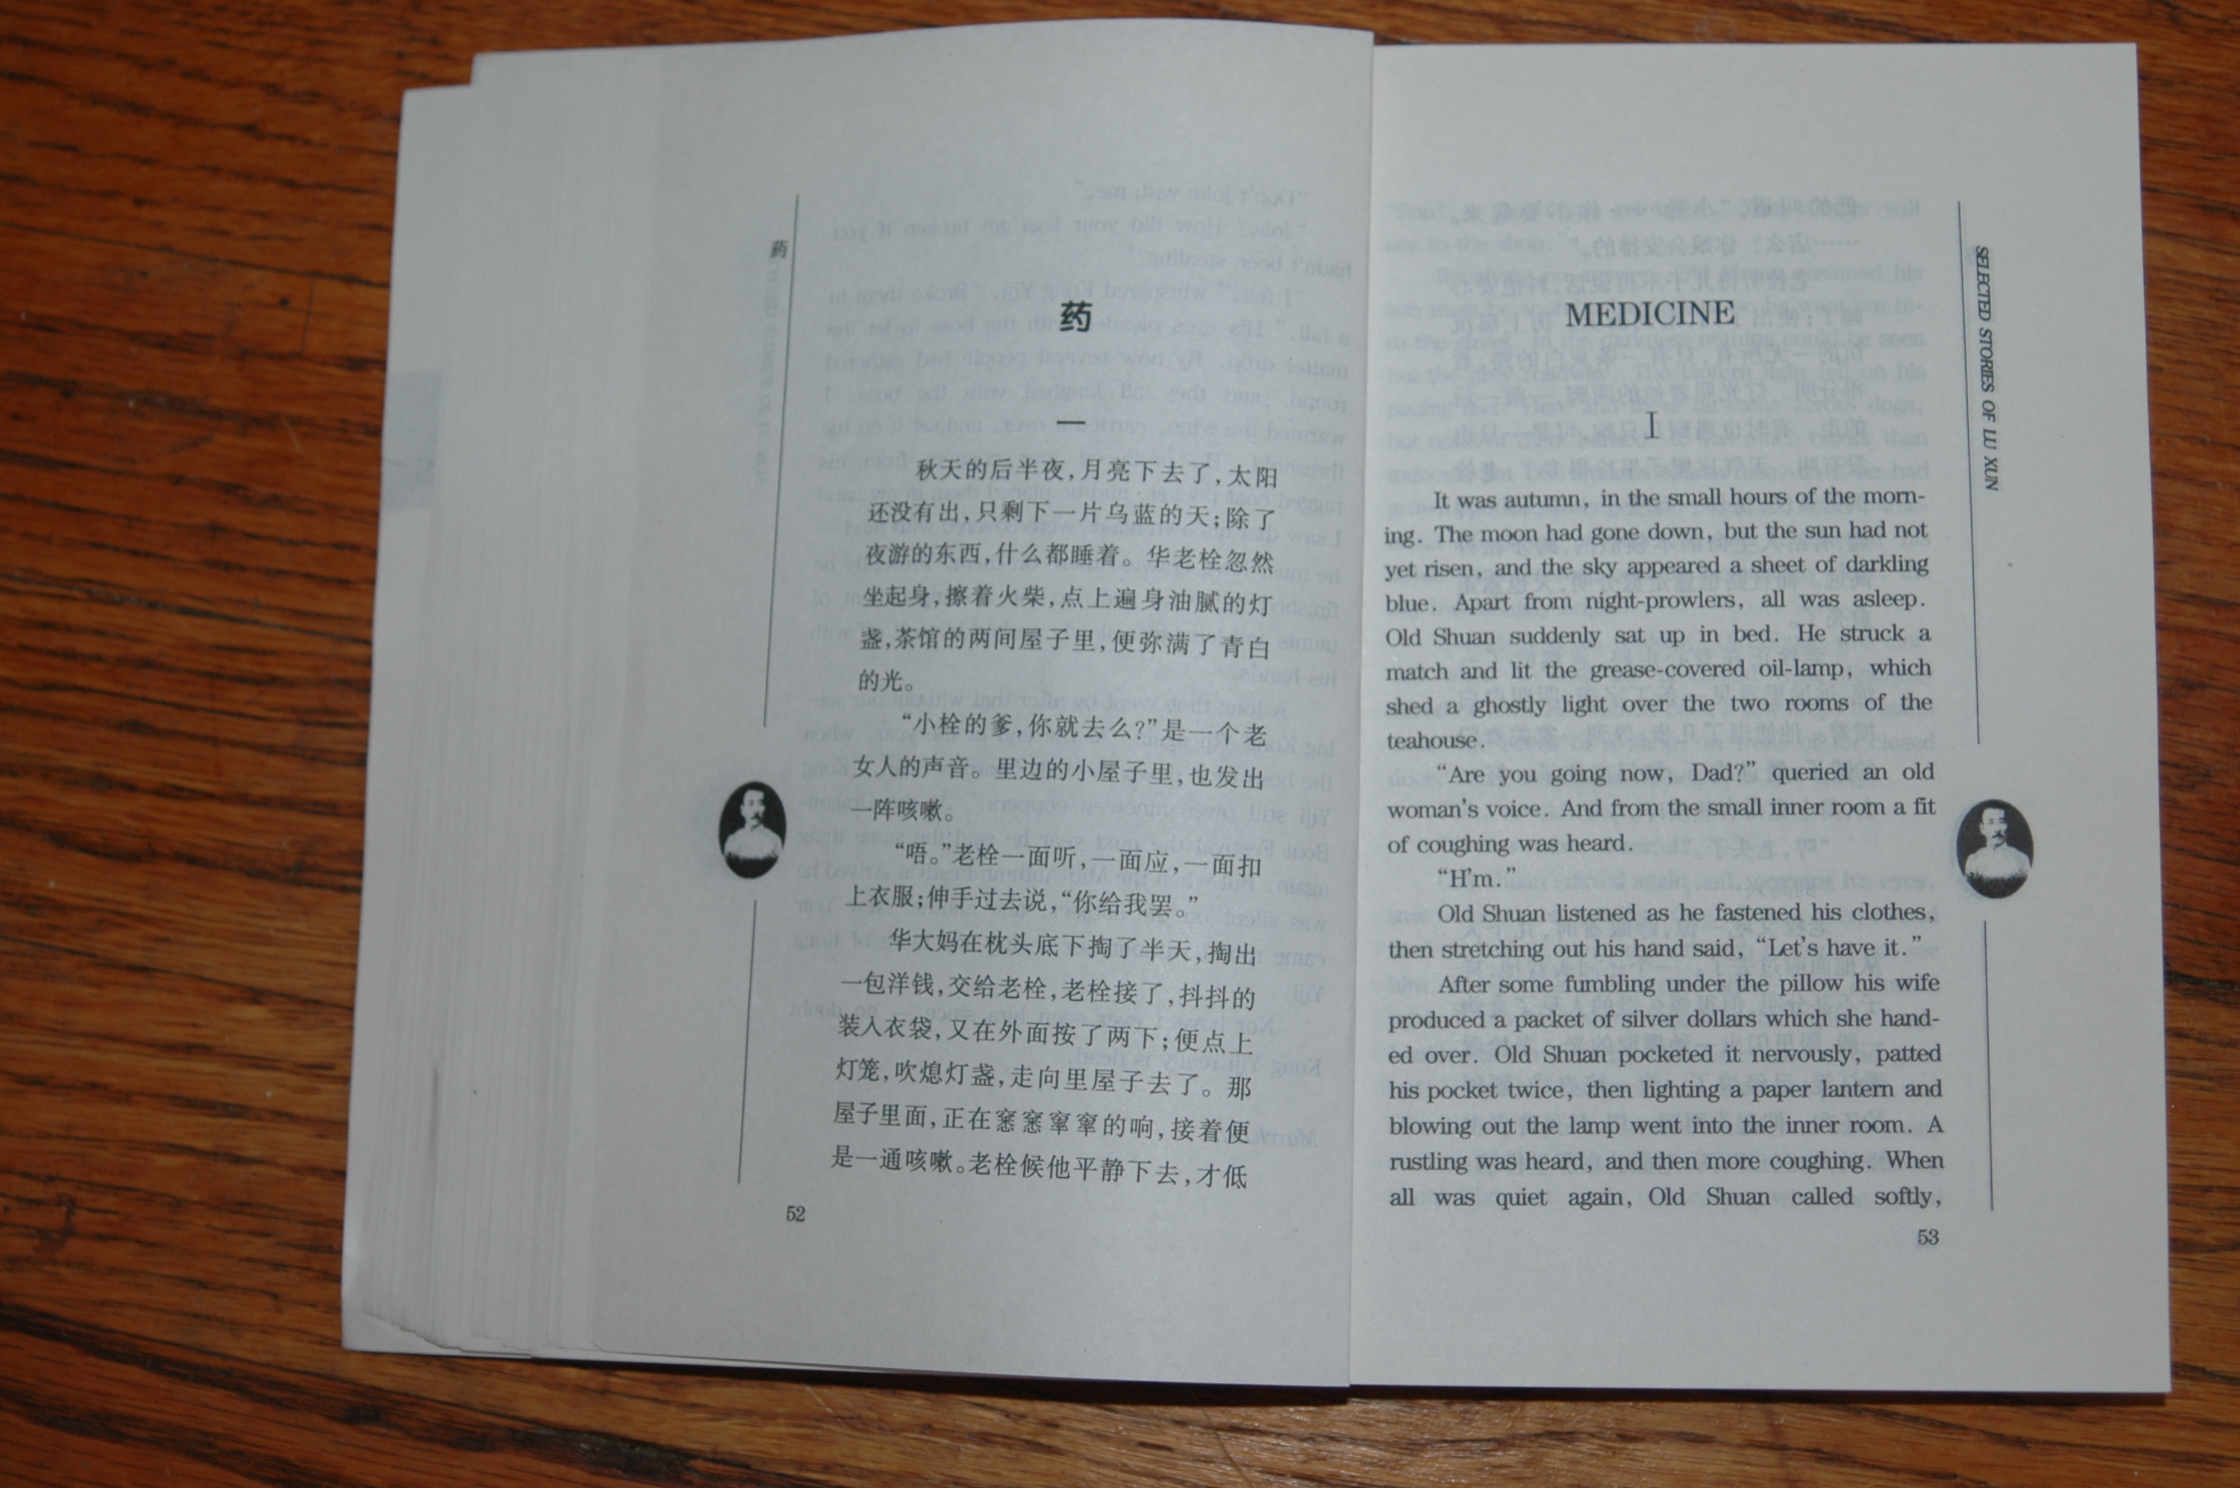 药
药
一
秋天的后半夜,月亮下去了,太阳
还没有出,只剩下一片乌蓝的天;除了
夜游的东西,什么都睡着。华老栓忽然
坐起身,擦着火柴,点上遍身油腻的灯
盏,茶馆的两间屋子里,便弥满了青白
的光。
“小栓的爹,你就去么?”是一个老
女人的声音。里边的小屋子里,也发出
一阵咳嗽。
“唔。”老栓一面听,一面应,一面扣
上衣服;伸手过去说,“你给我罢。”
华大妈在枕头底下掏了半天,掏出
一包洋钱,交给老栓,老栓接了,抖抖的
装入衣袋,又在外面按了两下;便点上
灯笼,吹熄灯盏,走向里屋子去了。那
屋子里面,正在窸窸窣窣的响,接着便
是一通咳嗽。老栓候他平静下去,才低
52
SELECTED STORIES OF LU XUN
MEDICINE
I
It was autumn, in the small hours of the morn-
ing. The moon had gone down, but the sun had not
yet risen, and the sky appeared a sheet of darkling
blue. Apart from night-prowlers, all was asleep.
Old Shuan suddenly sat up in bed. He struck a
match and lit the grease-covered oil-lamp, which
shed a ghostly light over the two rooms of the
teahouse.
“Are you going now, Dad?” queried an old
woman's voice. And from the small inner room a fit
of coughing was heard.
“H'm.”
Old Shuan listened as he fastened his clothes,
then stretching out his hand said, “Let's have it.”
After some fumbling under the pillow his wife
produced a packet of silver dollars which she hand-
ed over. Old Shuan pocketed it nervously, patted
his pocket twice, then lighting a paper lantern and
blowing out the lamp went into the inner room. A
rustling was heard, and then more coughing. When
all was quiet again, Old Shuan called softly,
53